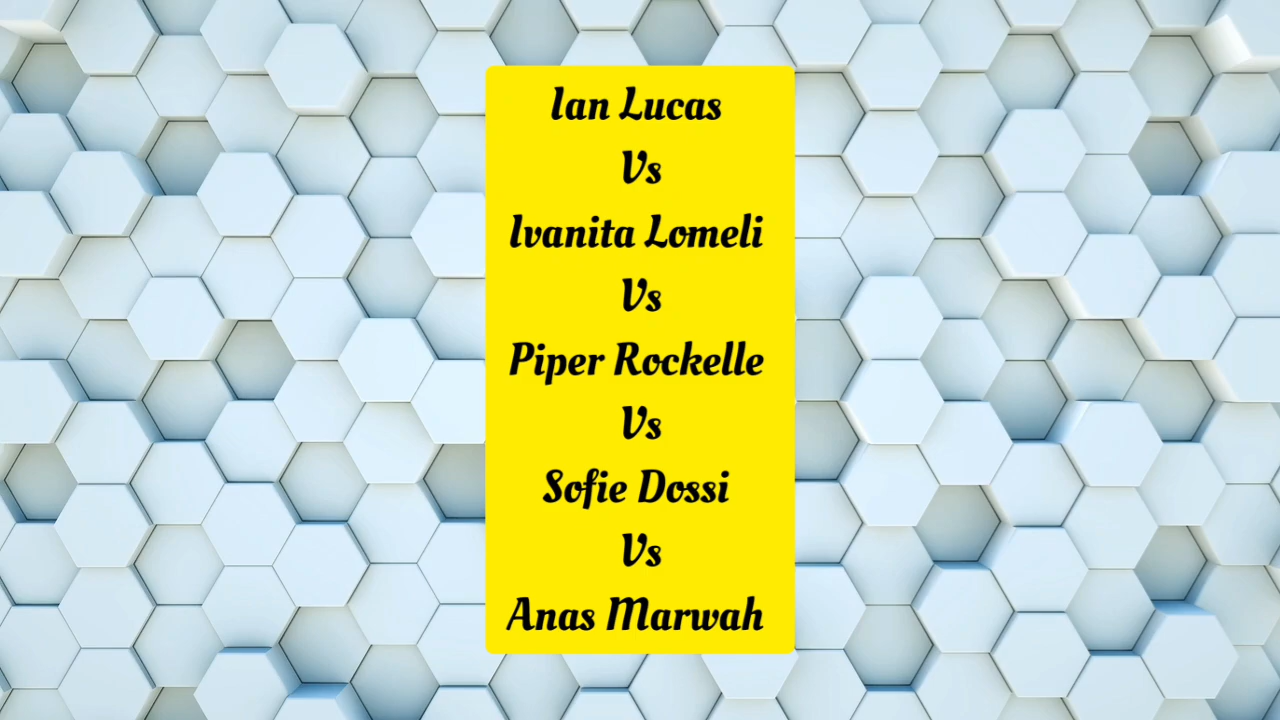 Ian Lucas
Vs
Ivanita Lomeli
Vs
Piper Rockelle
Vs
Sofie Dossi
Vs
Anas Marwah